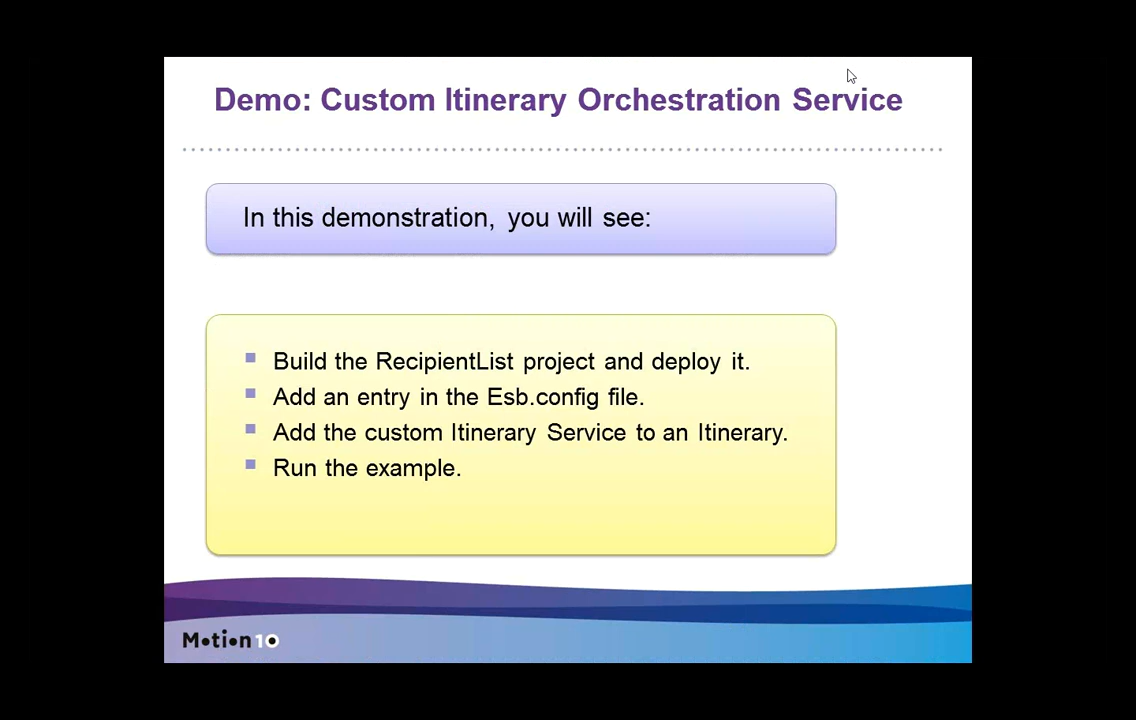 Demo: Custom Itinerary Orchestration Service
In this demonstration, you will see:
Build the RecipientList project and deploy it.
Add an entry in the Esb.config file.
Add the custom Itinerary Service to an Itinerary.
Run the example.
Motion10